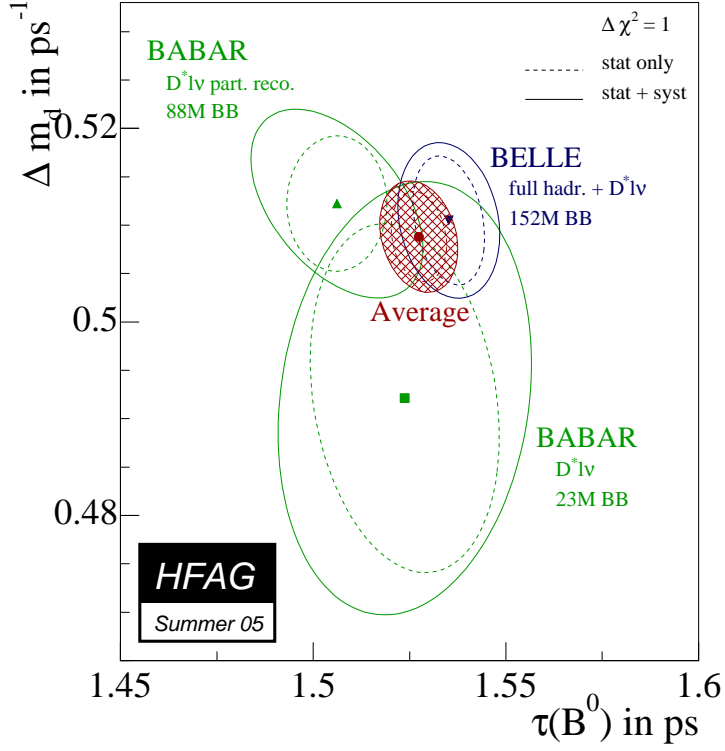 Δ m_d in ps⁻¹
Δ χ² = 1
stat only
stat + syst
BABAR
D*lν part. reco.
88M BB
BELLE
full hadr. + D*lν
152M BB
Average
BABAR
D*lν
23M BB
0.52
0.5
0.48
HFAG
Summer 05
1.45
1.5
1.55
1.6
τ(B⁰) in ps